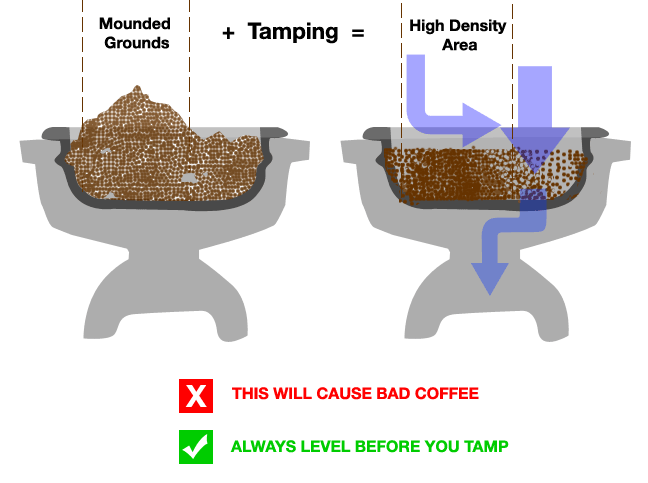 Mounded
Grounds
+ Tamping =
High Density
Area
X THIS WILL CAUSE BAD COFFEE
ALWAYS LEVEL BEFORE YOU TAMP